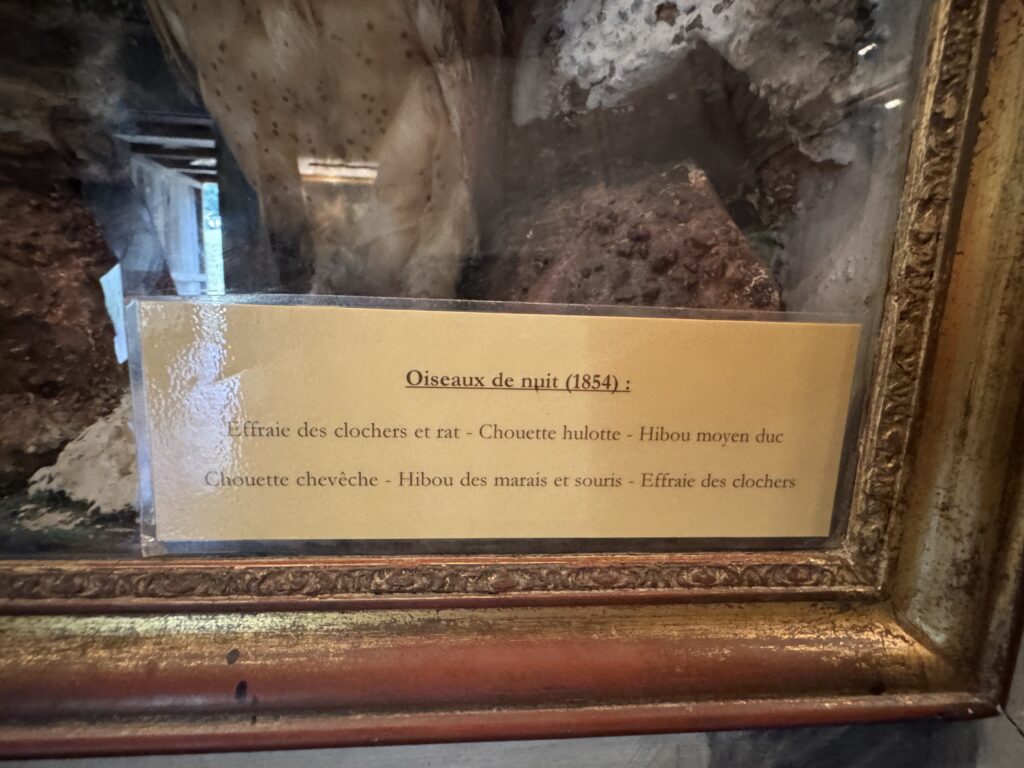 Oiseaux de nuit (1854) :
Effraie des clochers et rat - Chouette hulotte - Hibou moyen duc
Chouette chevêche - Hibou des marais et souris - Effraie des clochers